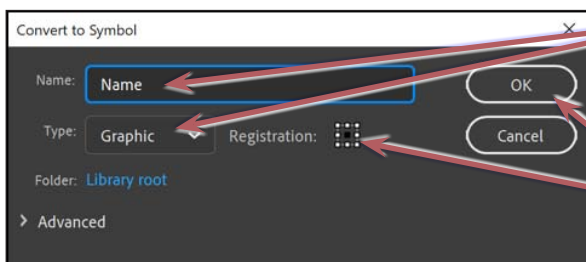 Convert to Symbol
Name: Name OK
Type: Graphic Registration: Cancel
Folder: Library root
Advanced